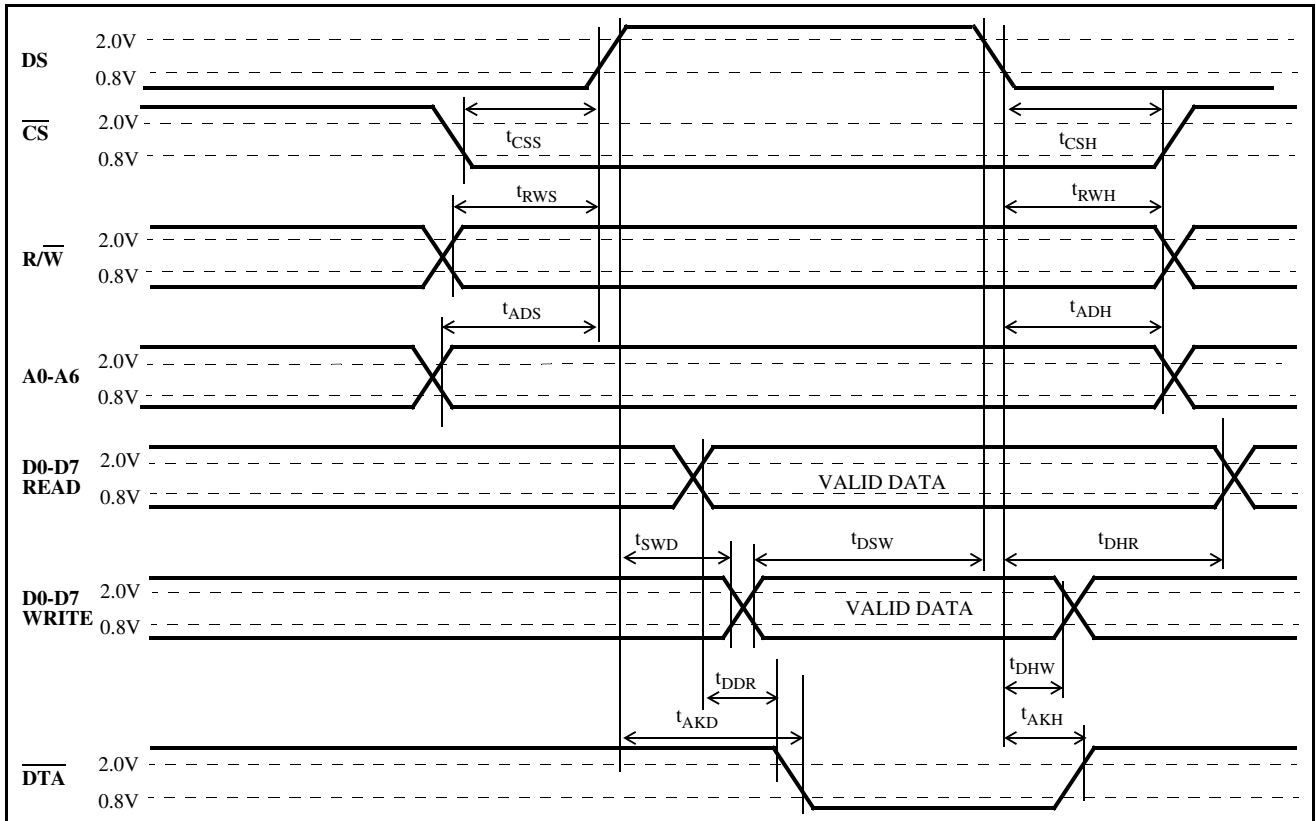 DS
2.0V
0.8V
CS
2.0V
0.8V
tCSS
tCSH
tRWS
tRWH
R/W
2.0V
0.8V
tADS
tADH
A0-A6
2.0V
0.8V
D0-D7
READ
2.0V
0.8V
VALID DATA
tSWD
tDSW
tDHR
D0-D7
WRITE
2.0V
0.8V
VALID DATA
tDDR
tDHW
tAKD
tAKH
DTA
2.0V
0.8V